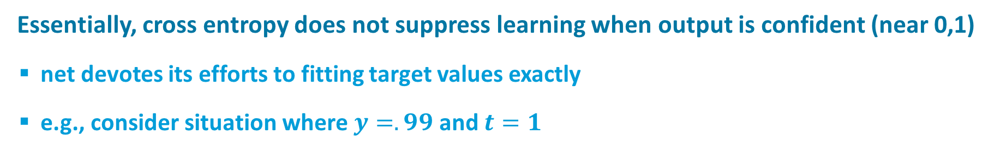 Essentially, cross entropy does not suppress learning when output is confident (near 0,1)
▪ net devotes its efforts to fitting target values exactly
▪ e.g., consider situation where y =. 99 and t = 1